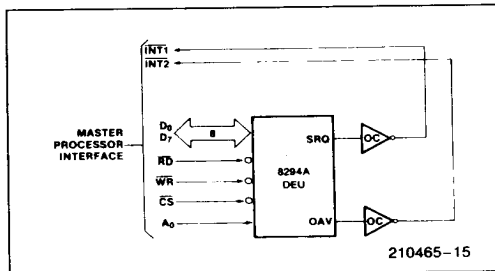 INT1
INT2
MASTER
PROCESSOR
INTERFACE
D0
D7
8
RD
WR
CS
A0
8294A
DEU
SRQ
OAV
OC
OC
210465-15